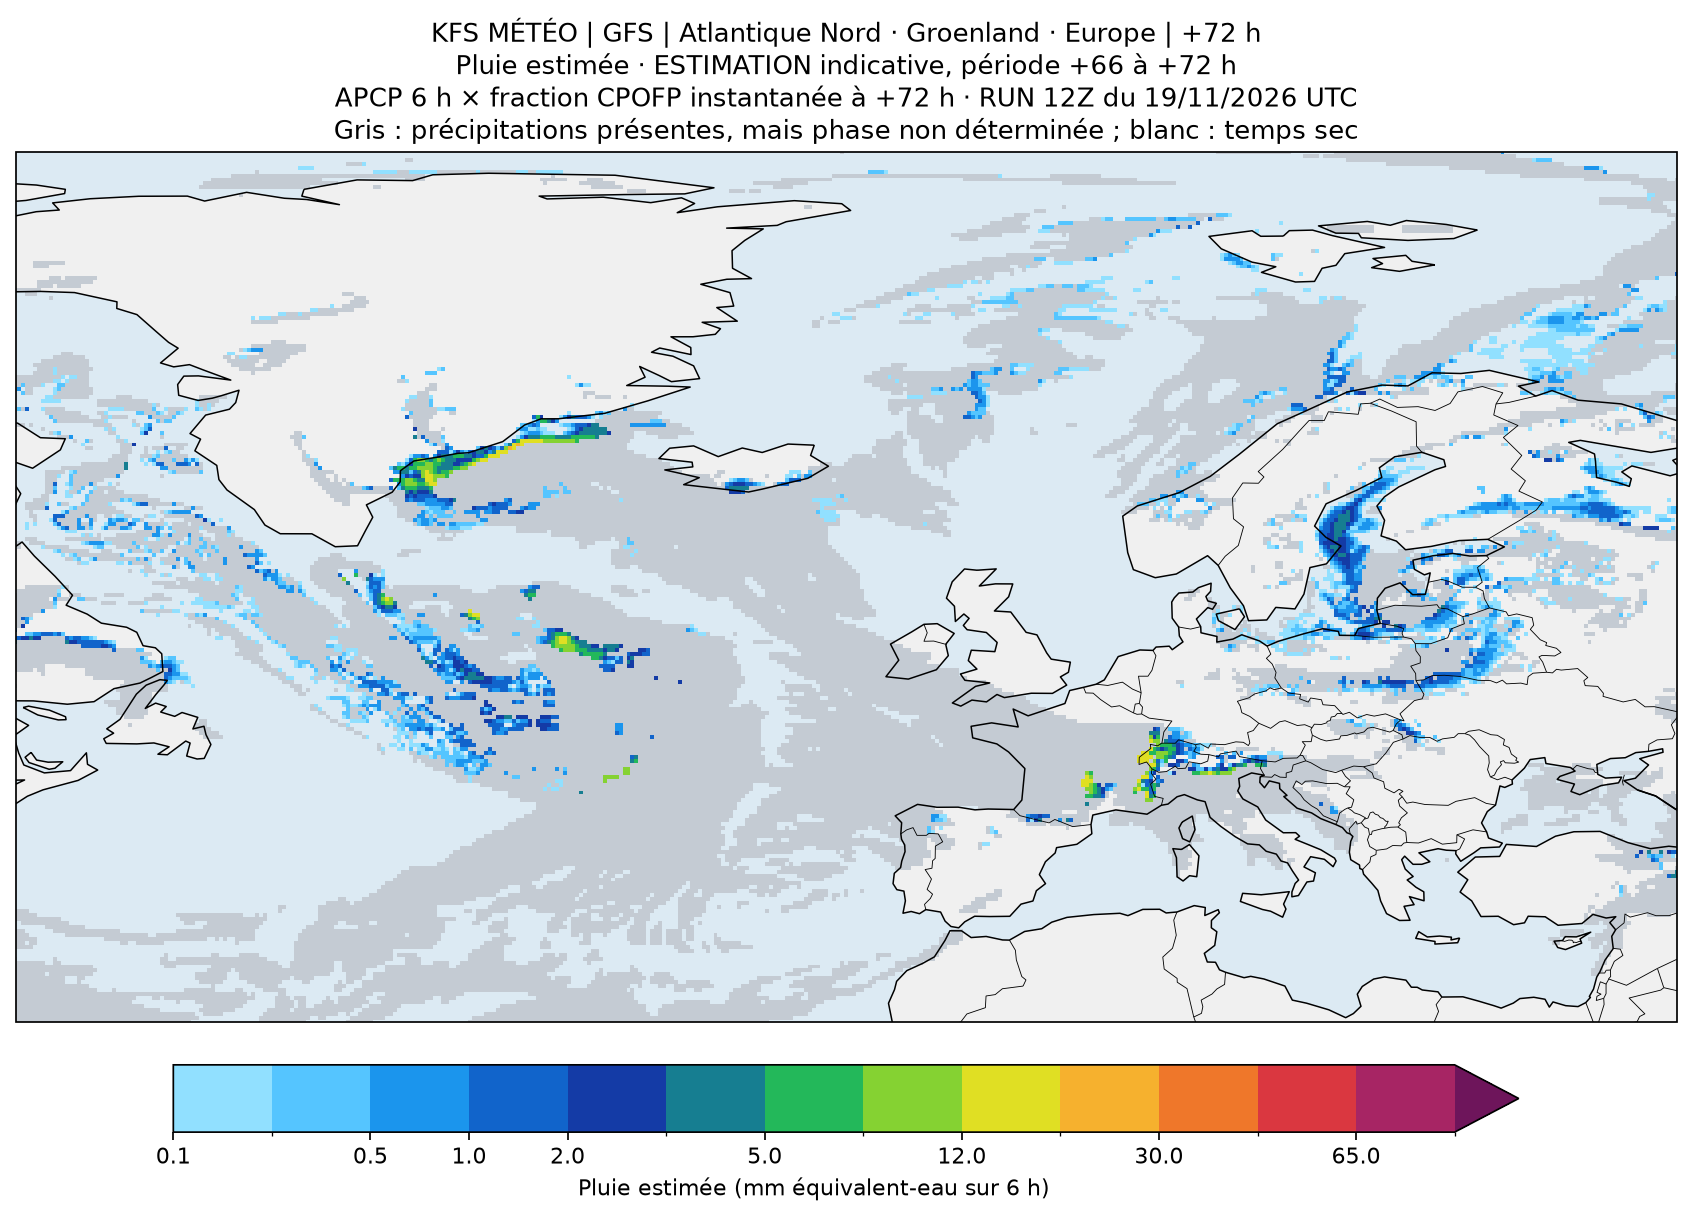 KFS MÉTÉO | GFS | Atlantique Nord · Groenland · Europe | +72 h
Pluie estimée · ESTIMATION indicative, période +66 à +72 h
APCP 6 h × fraction CPOFP instantanée à +72 h · RUN 12Z du 19/11/2026 UTC
Gris : précipitations présentes, mais phase non déterminée ; blanc : temps sec
0.1 0.5 1.0 2.0 5.0 12.0 30.0 65.0
Pluie estimée (mm équivalent-eau sur 6 h)